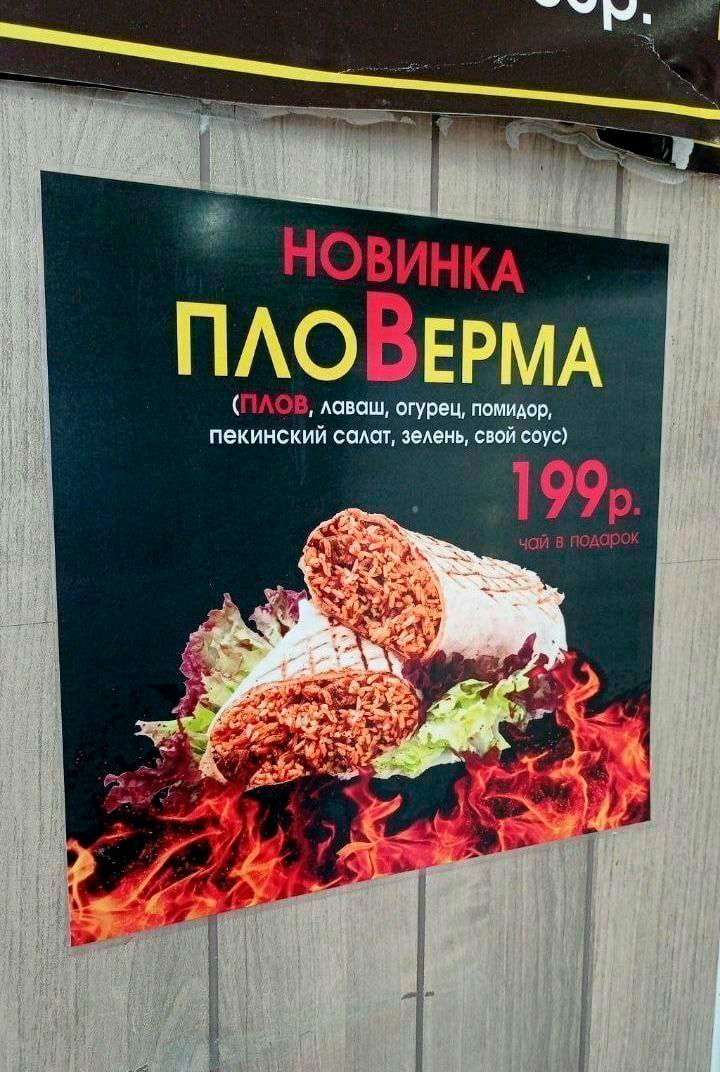 НОВИНКА
ПЛОВЕРМА
(ПЛОВ, лаваш, огурец, помидор,
пекинский салат, зелень, свой соус)
199р.
чай в подарок